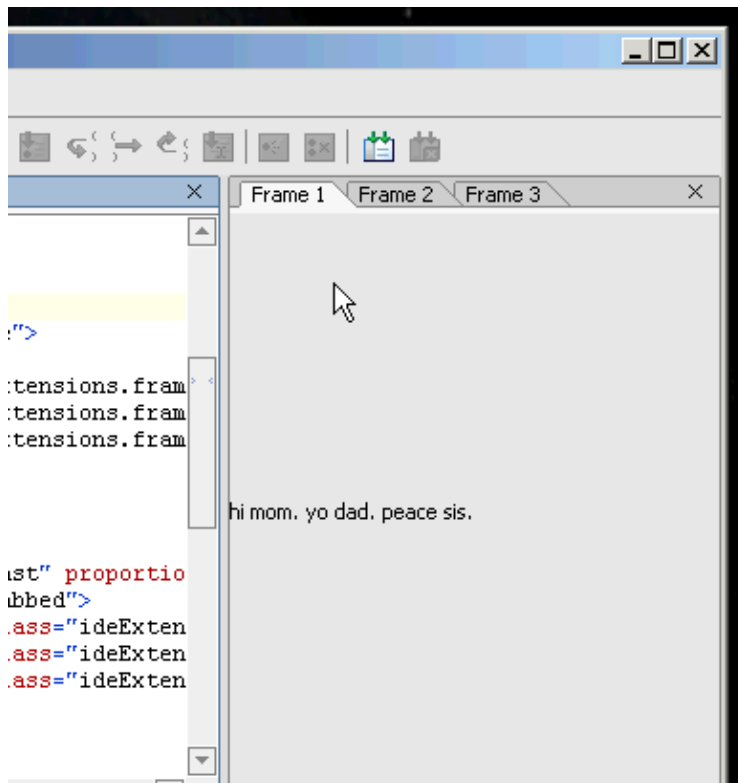 Frame 1 Frame 2 Frame 3
">
tensions.fram
tensions.fram
tensions.fram
hi mom. yo dad. peace sis.
ast" proportio
abbed">
ass="ideExten
ass="ideExten
ass="ideExten